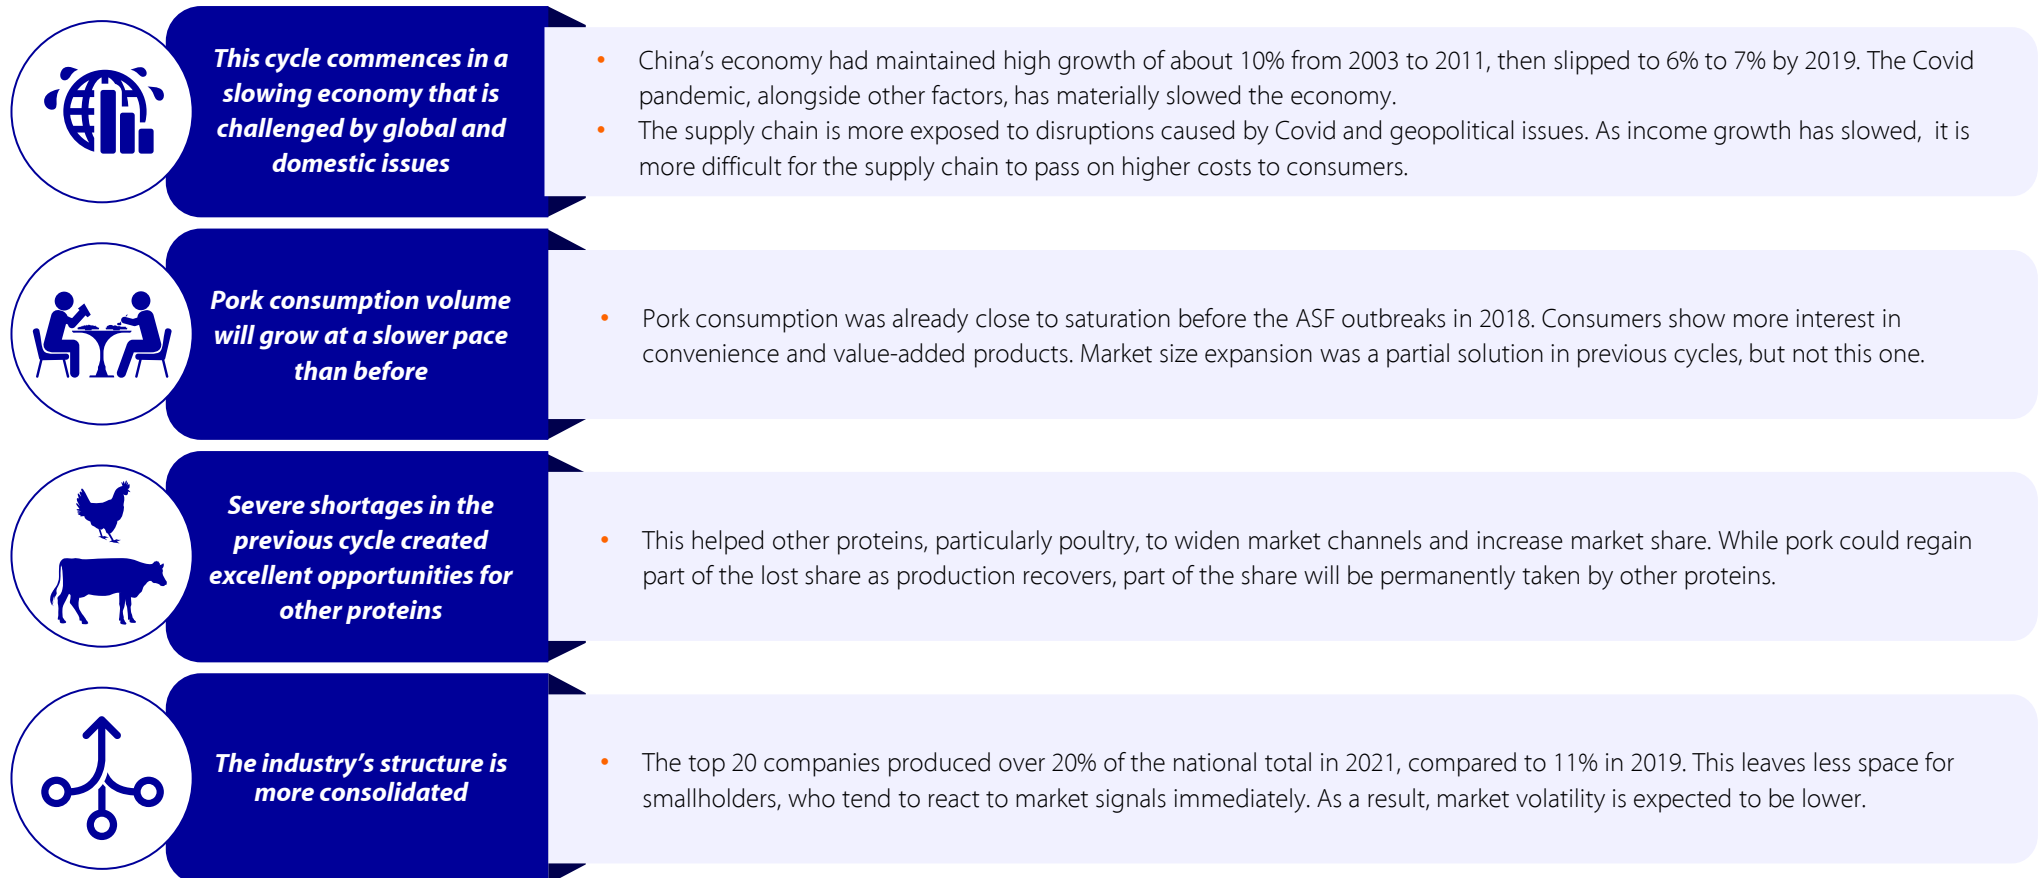 This cycle commences in a
slowing economy that is
challenged by global and
domestic issues
• China’s economy had maintained high growth of about 10% from 2003 to 2011, then slipped to 6% to 7% by 2019. The Covid
pandemic, alongside other factors, has materially slowed the economy.
• The supply chain is more exposed to disruptions caused by Covid and geopolitical issues. As income growth has slowed,  it is
more difficult for the supply chain to pass on higher costs to consumers.
Pork consumption volume
will grow at a slower pace
than before
• Pork consumption was already close to saturation before the ASF outbreaks in 2018. Consumers show more interest in
convenience and value-added products. Market size expansion was a partial solution in previous cycles, but not this one.
Severe shortages in the
previous cycle created
excellent opportunities for
other proteins
• This helped other proteins, particularly poultry, to widen market channels and increase market share. While pork could regain
part of the lost share as production recovers, part of the share will be permanently taken by other proteins.
The industry’s structure is
more consolidated
• The top 20 companies produced over 20% of the national total in 2021, compared to 11% in 2019. This leaves less space for
smallholders, who tend to react to market signals immediately. As a result, market volatility is expected to be lower.